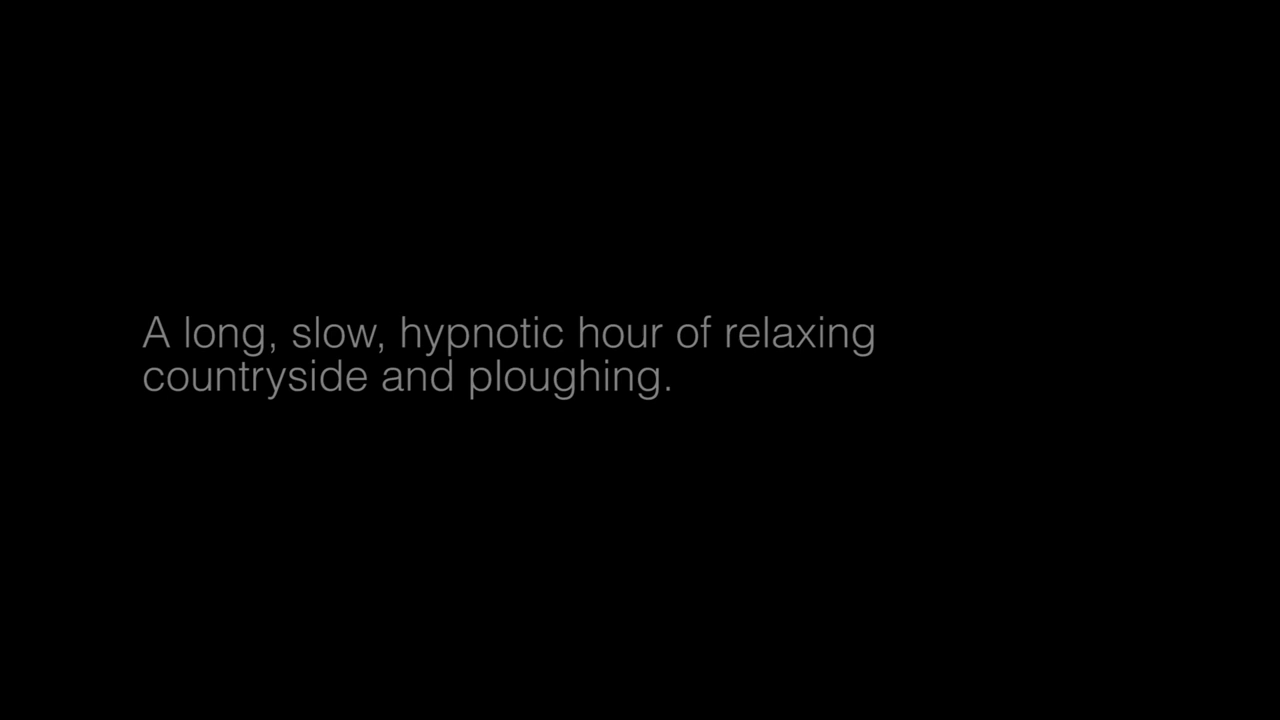 A long, slow, hypnotic hour of relaxing
countryside and ploughing.